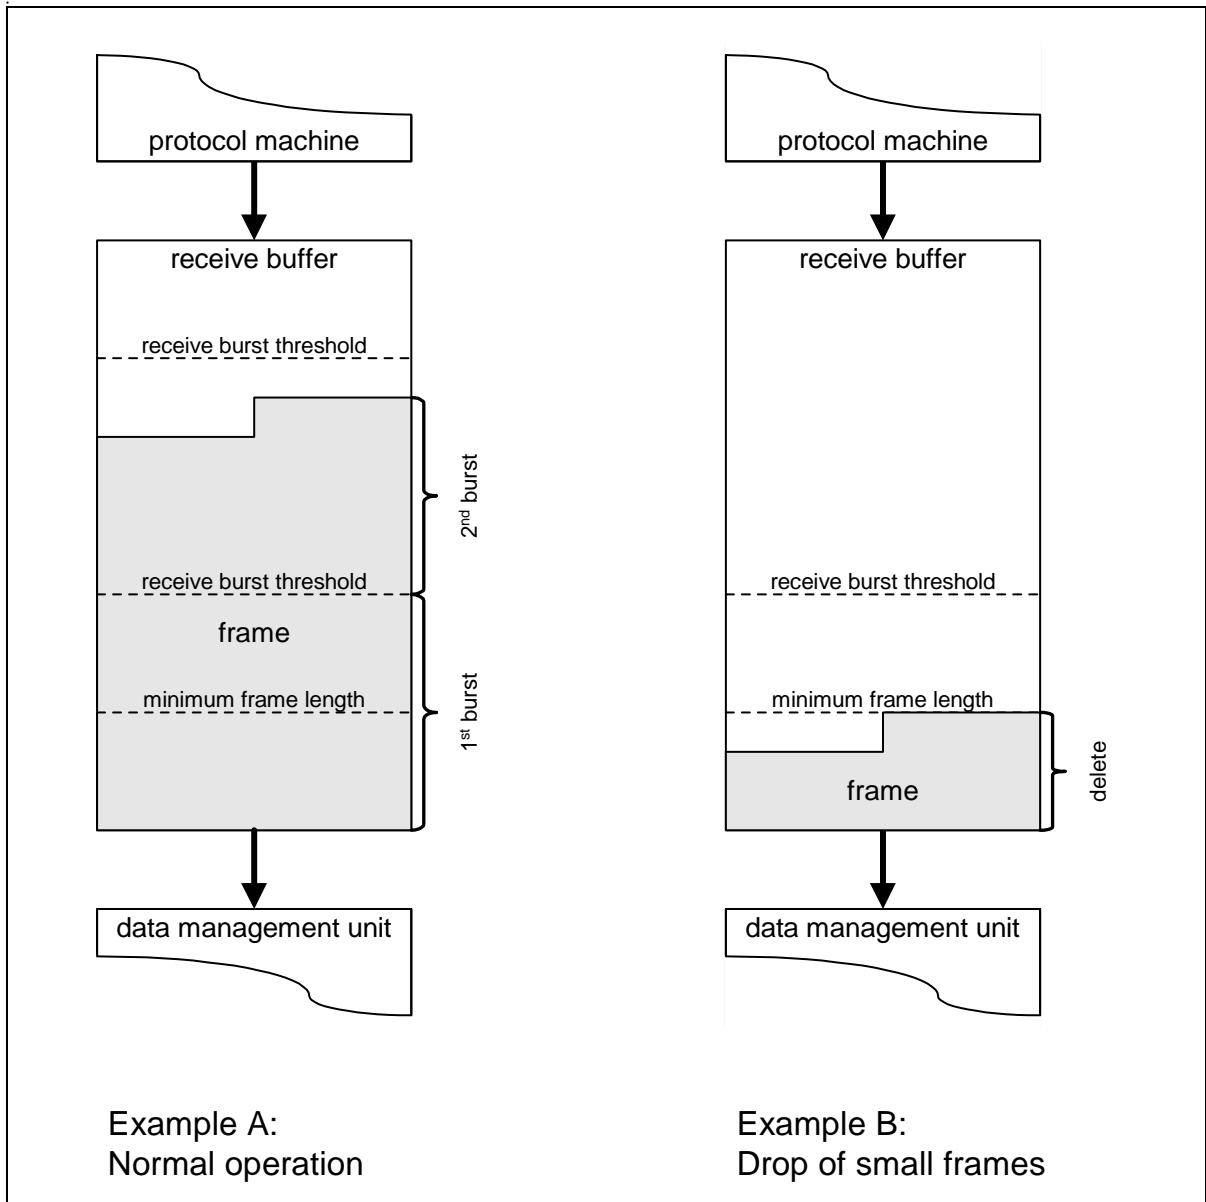 protocol machine
receive buffer
receive burst threshold
2nd burst
receive burst threshold
frame
minimum frame length
1st burst
data management unit
Example A:
Normal operation
protocol machine
receive buffer
receive burst threshold
minimum frame length
frame
delete
data management unit
Example B:
Drop of small frames